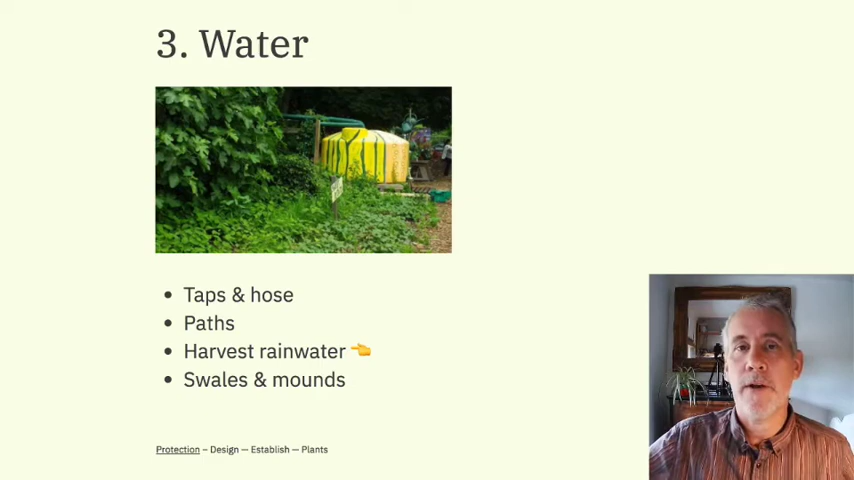 3. Water
Taps & hose
Paths
Harvest rainwater 👈
Swales & mounds
Protection – Design — Establish — Plants